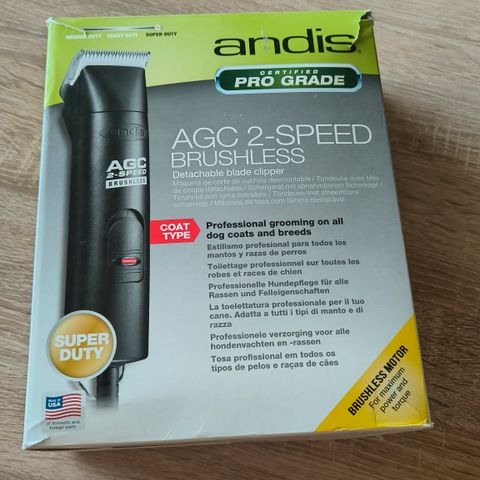 MEDIUM DUTY HEAVY DUTY SUPER DUTY
andis
CERTIFIED
PRO GRADE
AGC 2-SPEED
BRUSHLESS
Detachable blade clipper
Máquina de corte de cuchilla desmontable / Tondeuse avec tête
de coupe détachable / Schergerät mit abnehmbarem Scherkopf
Tosatrice con lama estraibile / Tondeuse met afneembare
scheerkop / Máquina de tosa com lâmina destacável
andis
AGC
2-SPEED
BRUSHLESS
COAT
TYPE
Professional grooming on all
dog coats and breeds
Estilismo profesional para todos los
mantos y razas de perros
Toilettage professionnel sur toutes les
robes et races de chien
Professionelle Hundepflege für alle
Rassen und Felleigenschaften
La toelettatura professionale per il tuo
cane. Adatta a tutti i tipi di manto e di
razza
Professionele verzorging voor alle
hondenvachten en -rassen
Tosa profissional em todos os
tipos de pelos e raças de cães
SUPER
DUTY
Made in
USA
of domestic and
foreign parts
BRUSHLESS MOTOR
For maximum
power and
torque